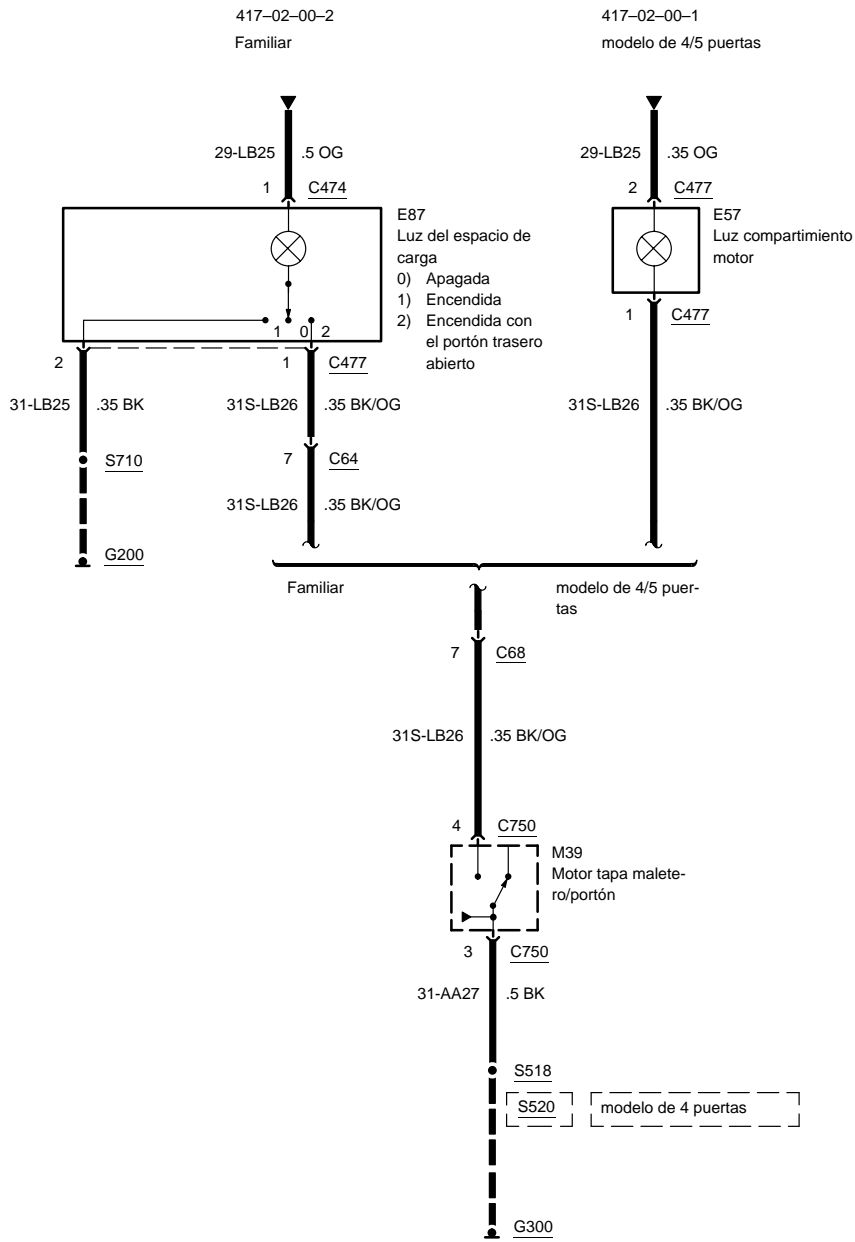 417–02–00–2
Familiar
417–02–00–1
modelo de 4/5 puertas
29-LB25 .5 OG
29-LB25 .35 OG
1 C474
2 C477
E87
Luz del espacio de
carga
0) Apagada
1) Encendida
2) Encendida con
el portón trasero
abierto
E57
Luz compartimiento
motor
1 0 2
1 C477
2
1 C477
31-LB25 .35 BK
31S-LB26 .35 BK/OG
31S-LB26 .35 BK/OG
S710
7 C64
31S-LB26 .35 BK/OG
G200
Familiar
modelo de 4/5 puer-
tas
7 C68
31S-LB26 .35 BK/OG
4 C750
M39
Motor tapa malete-
ro/portón
3 C750
31-AA27 .5 BK
S518
S520 modelo de 4 puertas
G300